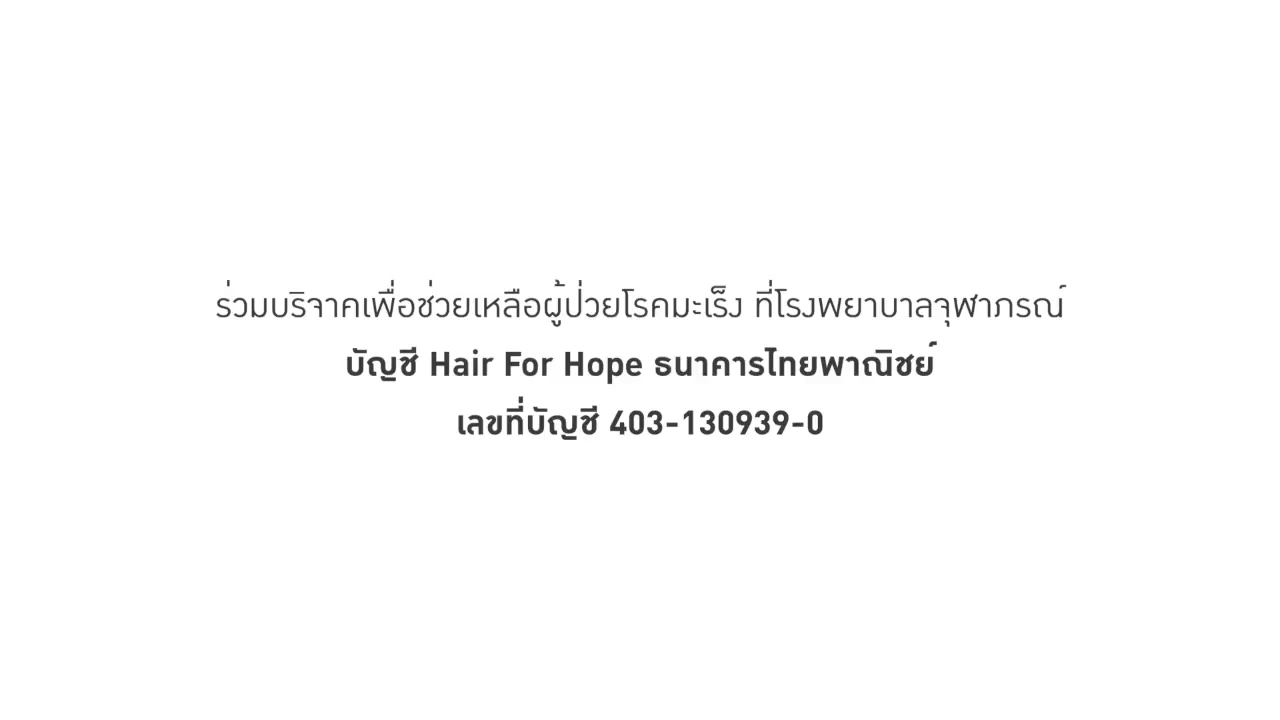 ร่วมบริจาคเพื่อช่วยเหลือผู้ป่วยโรคมะเร็ง ที่โรงพยาบาลจุฬาภรณ์
บัญชี Hair For Hope ธนาคารไทยพาณิชย์
เลขที่บัญชี 403-130939-0